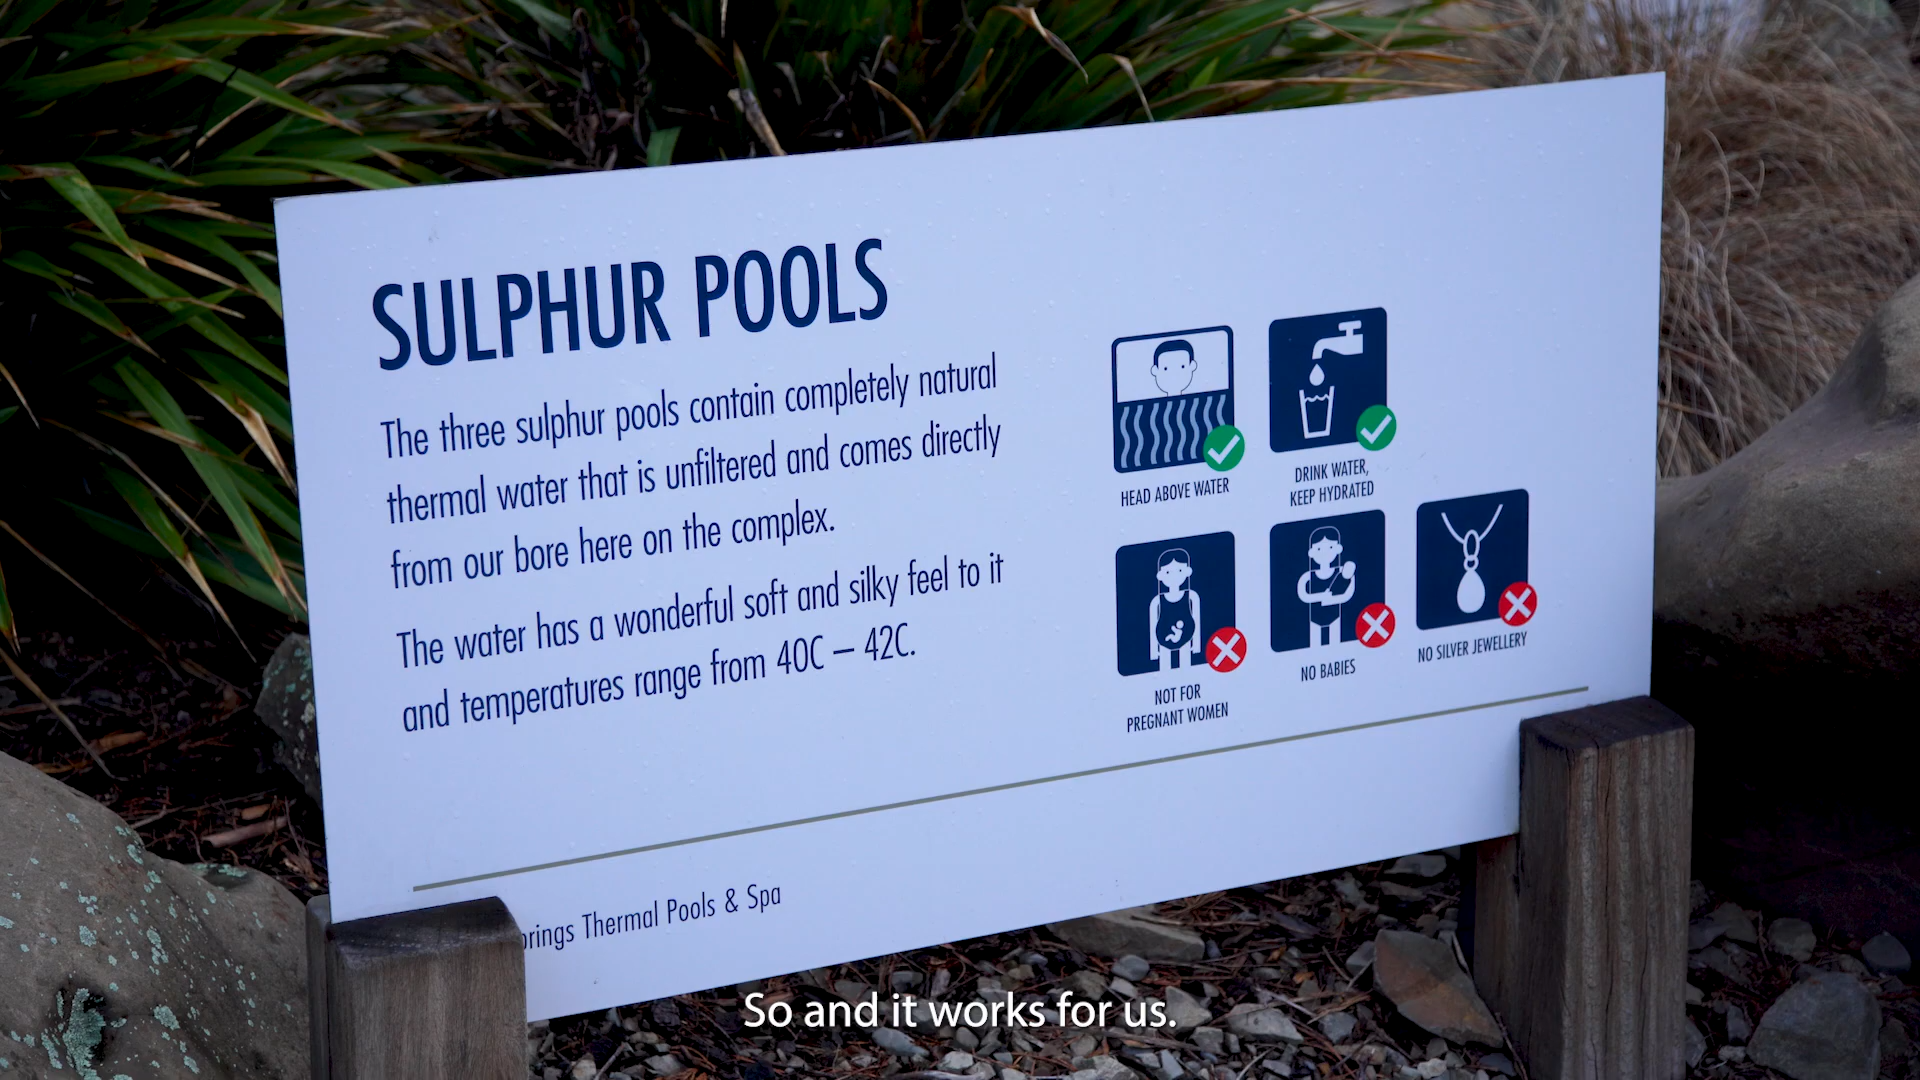 SULPHUR POOLS
The three sulphur pools contain completely natural
thermal water that is unfiltered and comes directly
from our bore here on the complex.
The water has a wonderful soft and silky feel to it
and temperatures range from 40C – 42C.
HEAD ABOVE WATER
DRINK WATER,
KEEP HYDRATED
NOT FOR
PREGNANT WOMEN
NO BABIES
NO SILVER JEWELLERY
Thermal Pools & Spa
So and it works for us.